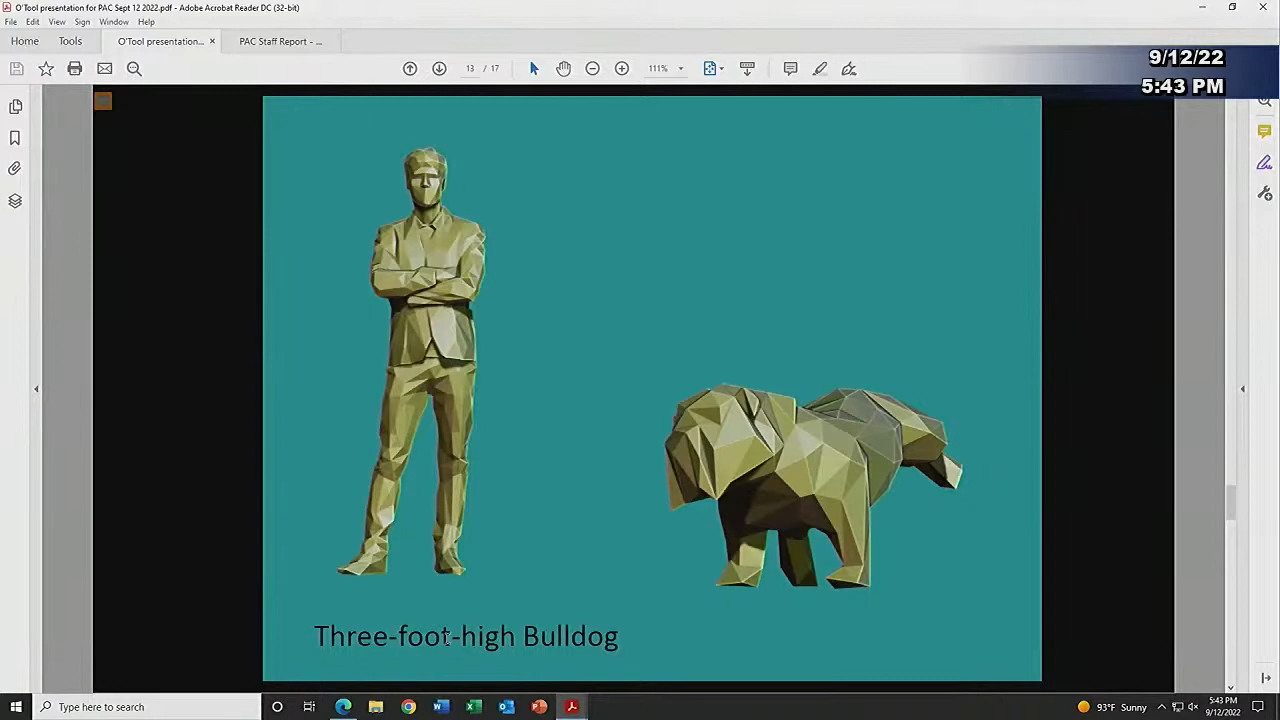 O'Tool presentation for PAC Sept 12 2022.pdf - Adobe Acrobat Reader DC (32-bit)
File Edit View Sign Window Help
Home Tools O'Tool presentation... × PAC Staff Report - ...
9/12/22
5:43 PM
13 111%
Three-foot-high Bulldog
Type here to search
93°F Sunny
5:43 PM
9/12/2022